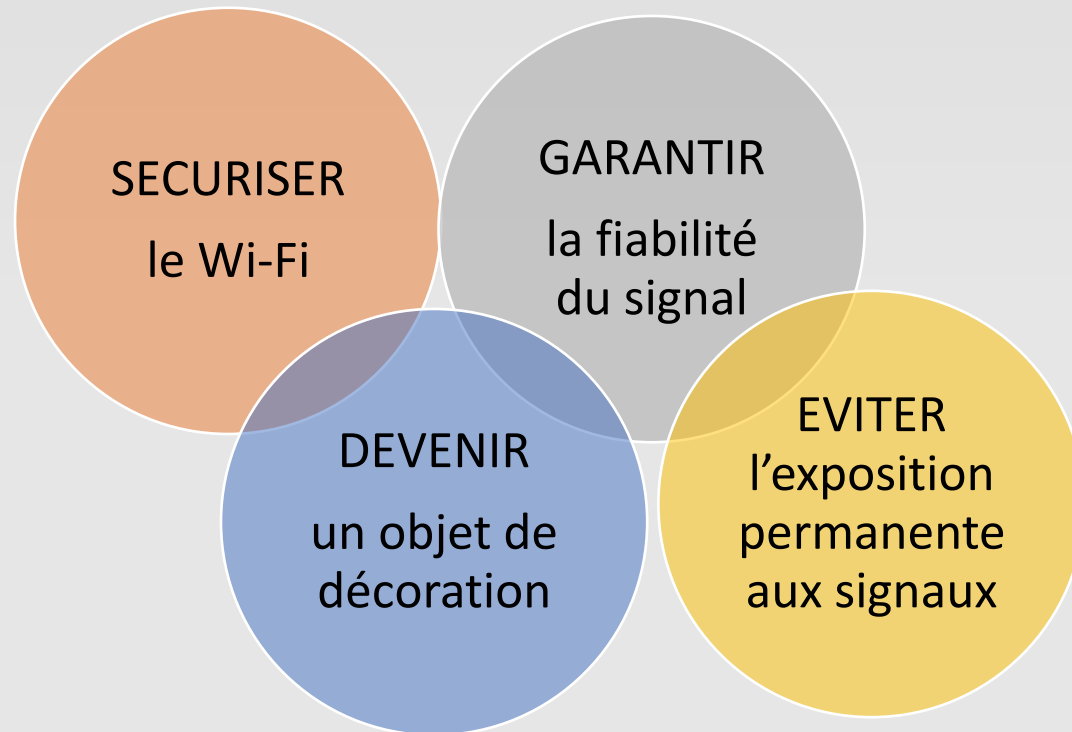 SECURISER
le Wi-Fi
GARANTIR
la fiabilité
du signal
DEVENIR
un objet de
décoration
EVITER
l’exposition
permanente
aux signaux